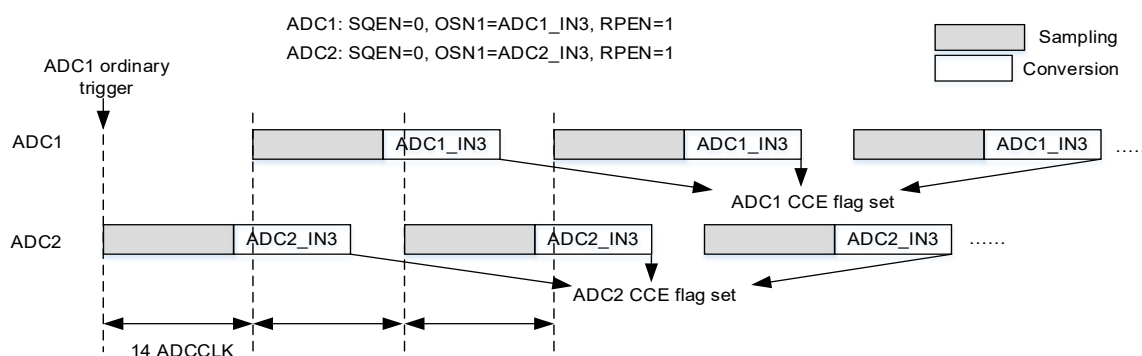 ADC1: SQEN=0, OSN1=ADC1_IN3, RPEN=1
ADC2: SQEN=0, OSN1=ADC2_IN3, RPEN=1
Sampling
Conversion
ADC1 ordinary
trigger
ADC1
ADC1_IN3
ADC1_IN3
ADC1_IN3
.....
ADC1 CCE flag set
ADC2
ADC2_IN3
ADC2_IN3
ADC2_IN3
......
ADC2 CCE flag set
14 ADCCLK